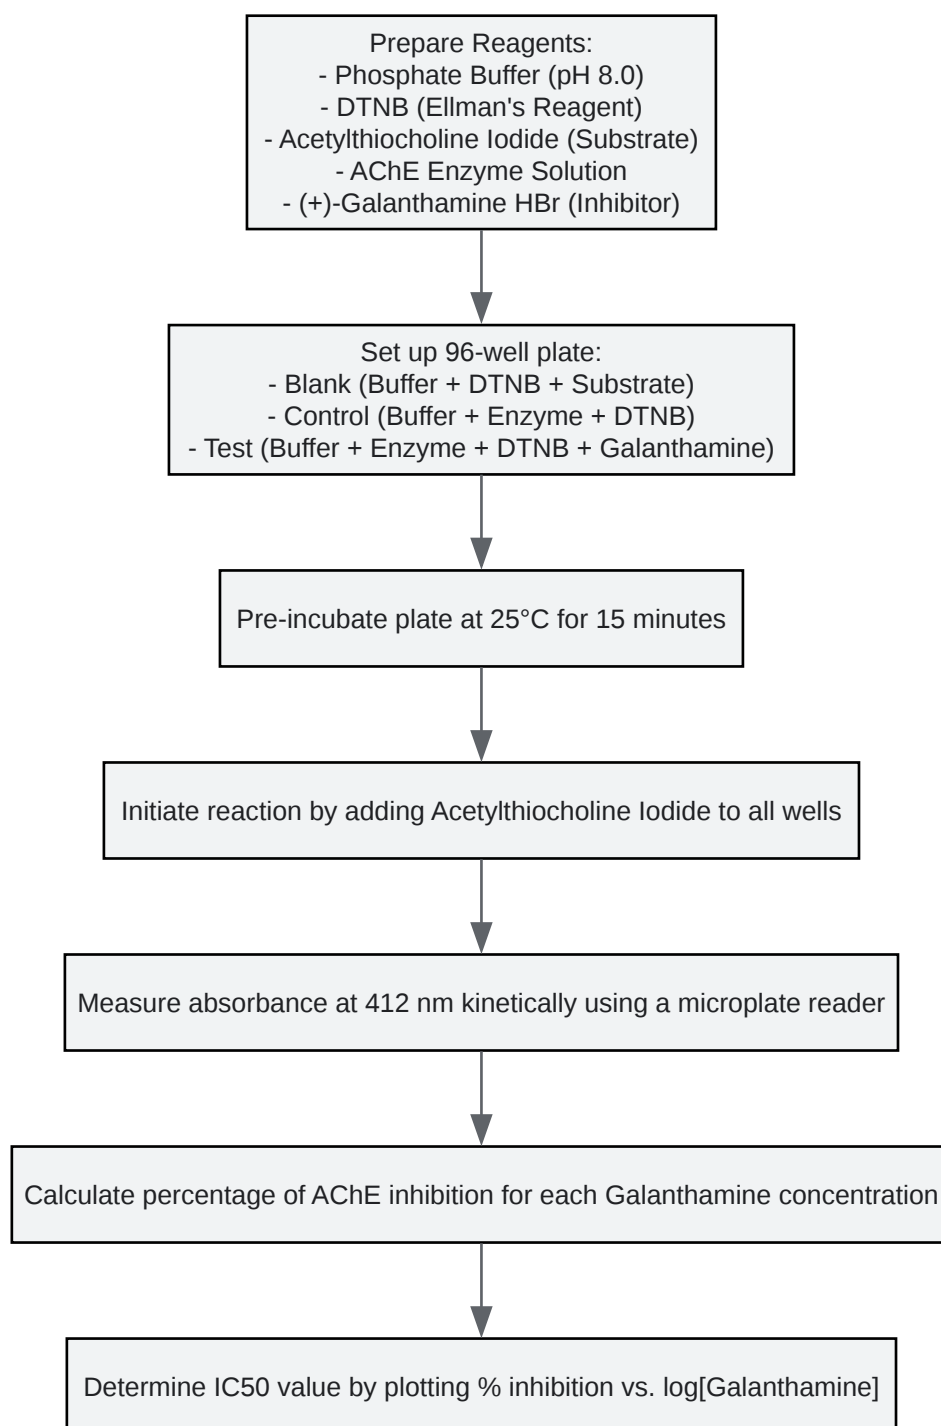 Prepare Reagents:
- Phosphate Buffer (pH 8.0)
- DTNB (Ellman's Reagent)
- Acetylthiocholine Iodide (Substrate)
- AChE Enzyme Solution
- (+)-Galanthamine HBr (Inhibitor)
Set up 96-well plate:
- Blank (Buffer + DTNB + Substrate)
- Control (Buffer + Enzyme + DTNB)
- Test (Buffer + Enzyme + DTNB + Galanthamine)
Pre-incubate plate at 25°C for 15 minutes
Initiate reaction by adding Acetylthiocholine Iodide to all wells
Measure absorbance at 412 nm kinetically using a microplate reader
Calculate percentage of AChE inhibition for each Galanthamine concentration
Determine IC50 value by plotting % inhibition vs. log[Galanthamine]